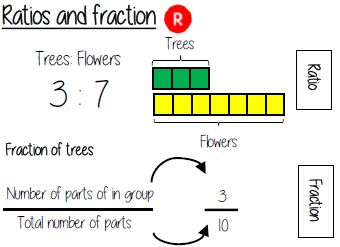 Ratios and fraction R
Trees
Trees: Flowers
3 : 7
Ratio
Flowers
Fraction of trees
Number of parts of in group
Total number of parts
3
10
Fraction